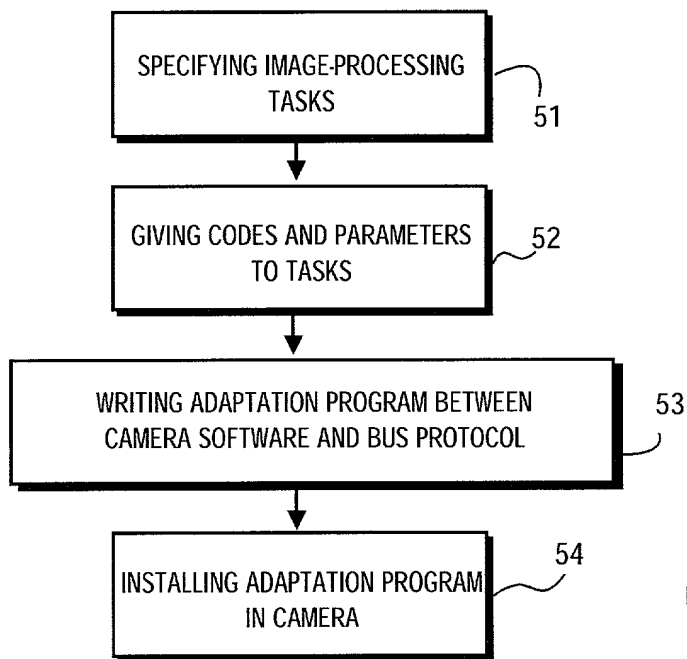 SPECIFYING IMAGE-PROCESSING
TASKS
51
GIVING CODES AND PARAMETERS
TO TASKS
52
WRITING ADAPTATION PROGRAM BETWEEN
CAMERA SOFTWARE AND BUS PROTOCOL
53
INSTALLING ADAPTATION PROGRAM
IN CAMERA
54